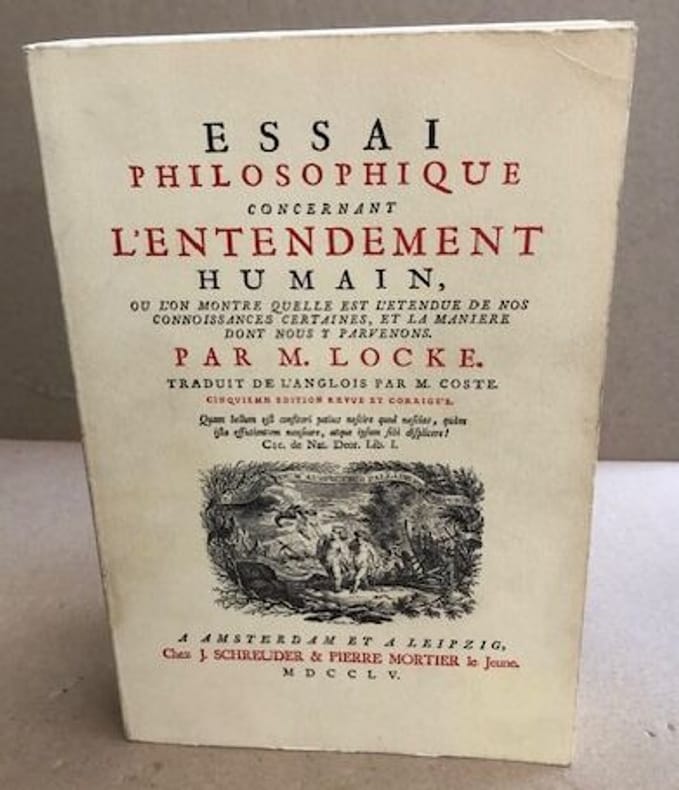 ESSAI
PHILOSOPHIQUE
CONCERNANT
L'ENTENDEMENT
HUMAIN,
OU L'ON MONTRE QUELLE EST L'ETENDUE DE NOS
CONNOISSANCES CERTAINES, ET LA MANIERE
DONT NOUS Y PARVENONS.
PAR M. LOCKE.
TRADUIT DE L'ANGLOIS PAR M. COSTE.
CINQUIEME EDITION REVUE ET CORRIGE'E.
Quam bellum est confiteri potius nescire quod nescias, quàm
ista effutientem nauseare, atque ipsum sibi displicere!
Cic. de Nat. Deor. Lib. I.
A AMSTERDAM ET A LEIPZIG,
Chez J. SCHREUDER & PIERRE MORTIER le Jeune.
MDCCLV.